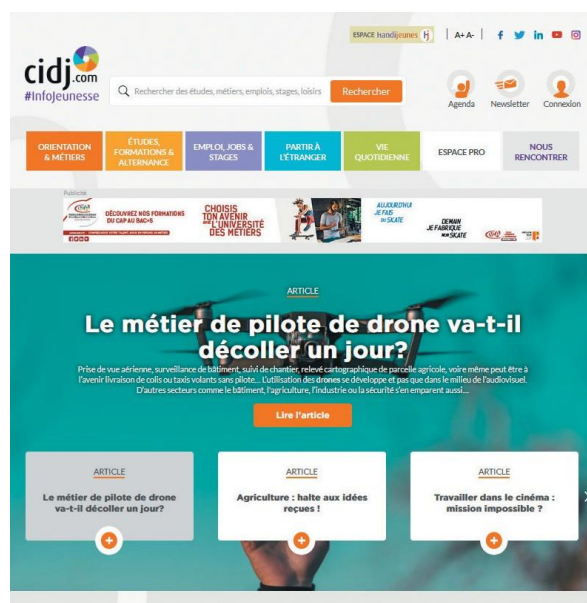 ESPACE Handijeunes
A+ A-
cidj.com
#InfoJeunesse
Rechercher des études, métiers, emplois, stages, loisirs
Rechercher
Agenda
Newsletter
Connexion
ORIENTATION
& MÉTIERS
ÉTUDES,
FORMATIONS &
ALTERNANCE
EMPLOI, JOBS &
STAGES
PARTIR À
L'ÉTRANGER
VIE
QUOTIDIENNE
ESPACE PRO
NOUS
RENCONTRER
Publicité
DÉCOUVREZ NOS FORMATIONS
DU CAP AU BAC+5
CHOISIS
TON AVENIR
L'UNIVERSITÉ
DES MÉTIERS
AUJOURD'HUI
JE FAIS
DU SKATE
DEMAIN
JE FABRIQUE
MON SKATE
ARTICLE
Le métier de pilote de drone va-t-il
décoller un jour?
Prise de vue aérienne, surveillance de bâtiment, suivi de chantier, relevé cartographique de parcelle agricole, voire même peut être à
l'avenir livraison de colis ou taxis volants sans pilote... L'utilisation des drones se développe et pas que dans le milieu de l'audiovisuel.
D'autres secteurs comme le bâtiment, l'agriculture, l'industrie ou la sécurité s'en emparent aussi...
Lire l'article
ARTICLE
Le métier de pilote de drone
va-t-il décoller un jour?
ARTICLE
Agriculture : halte aux idées
reçues !
ARTICLE
Travailler dans le cinéma :
mission impossible ?